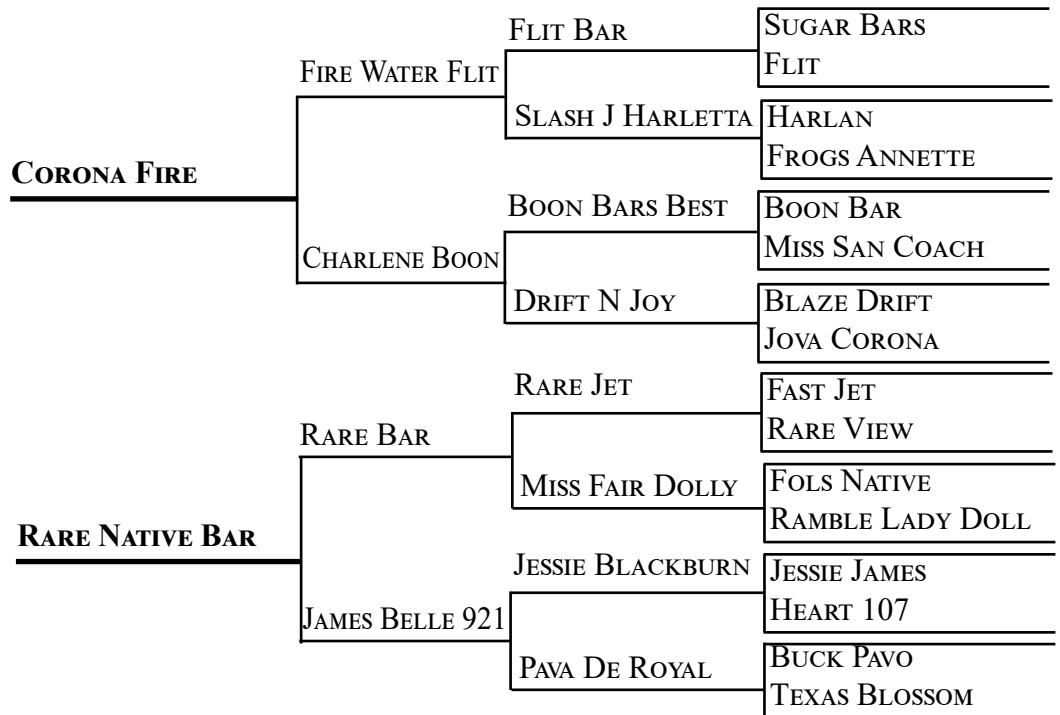 Flit Bar
Sugar Bars
Flit
Fire Water Flit
Slash J Harletta
Harlan
Frogs Annette
Corona Fire
Boon Bars Best
Boon Bar
Miss San Coach
Charlene Boon
Drift N Joy
Blaze Drift
Jova Corona
Rare Jet
Fast Jet
Rare View
Rare Bar
Miss Fair Dolly
Fols Native
Ramble Lady Doll
Rare Native Bar
Jessie Blackburn
Jessie James
Heart 107
James Belle 921
Pava De Royal
Buck Pavo
Texas Blossom